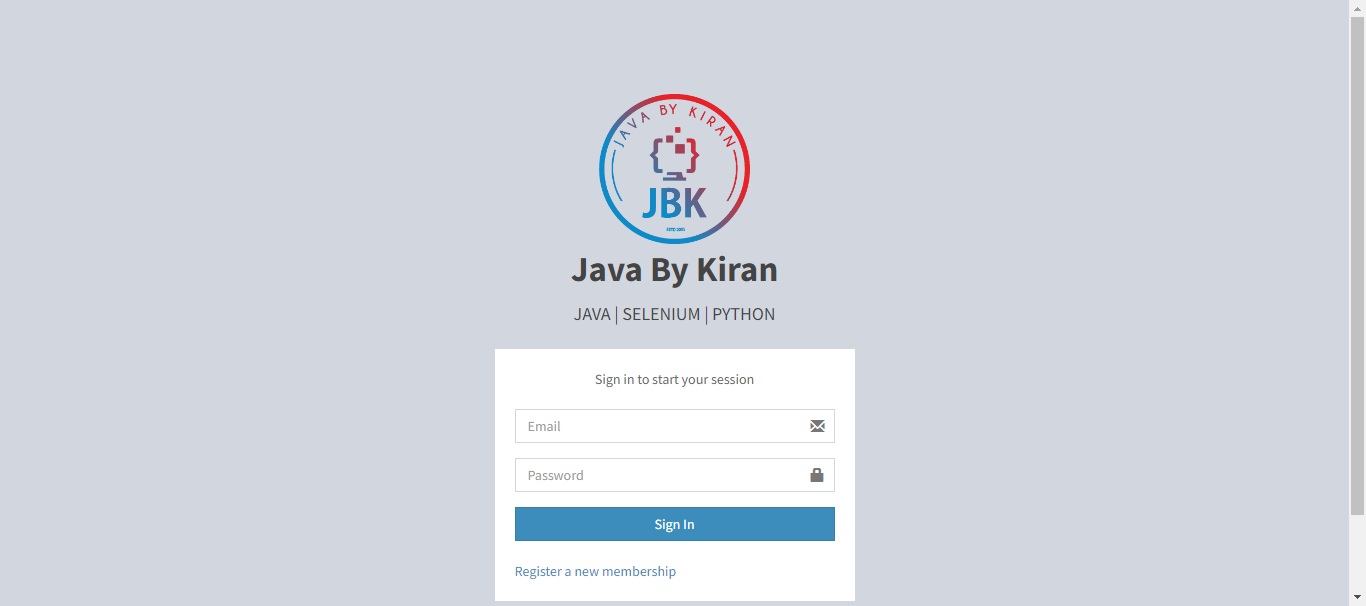 JAVA BY KIRAN
JBK
Java By Kiran
JAVA | SELENIUM | PYTHON
Sign in to start your session
Email
Password
Sign In
Register a new membership